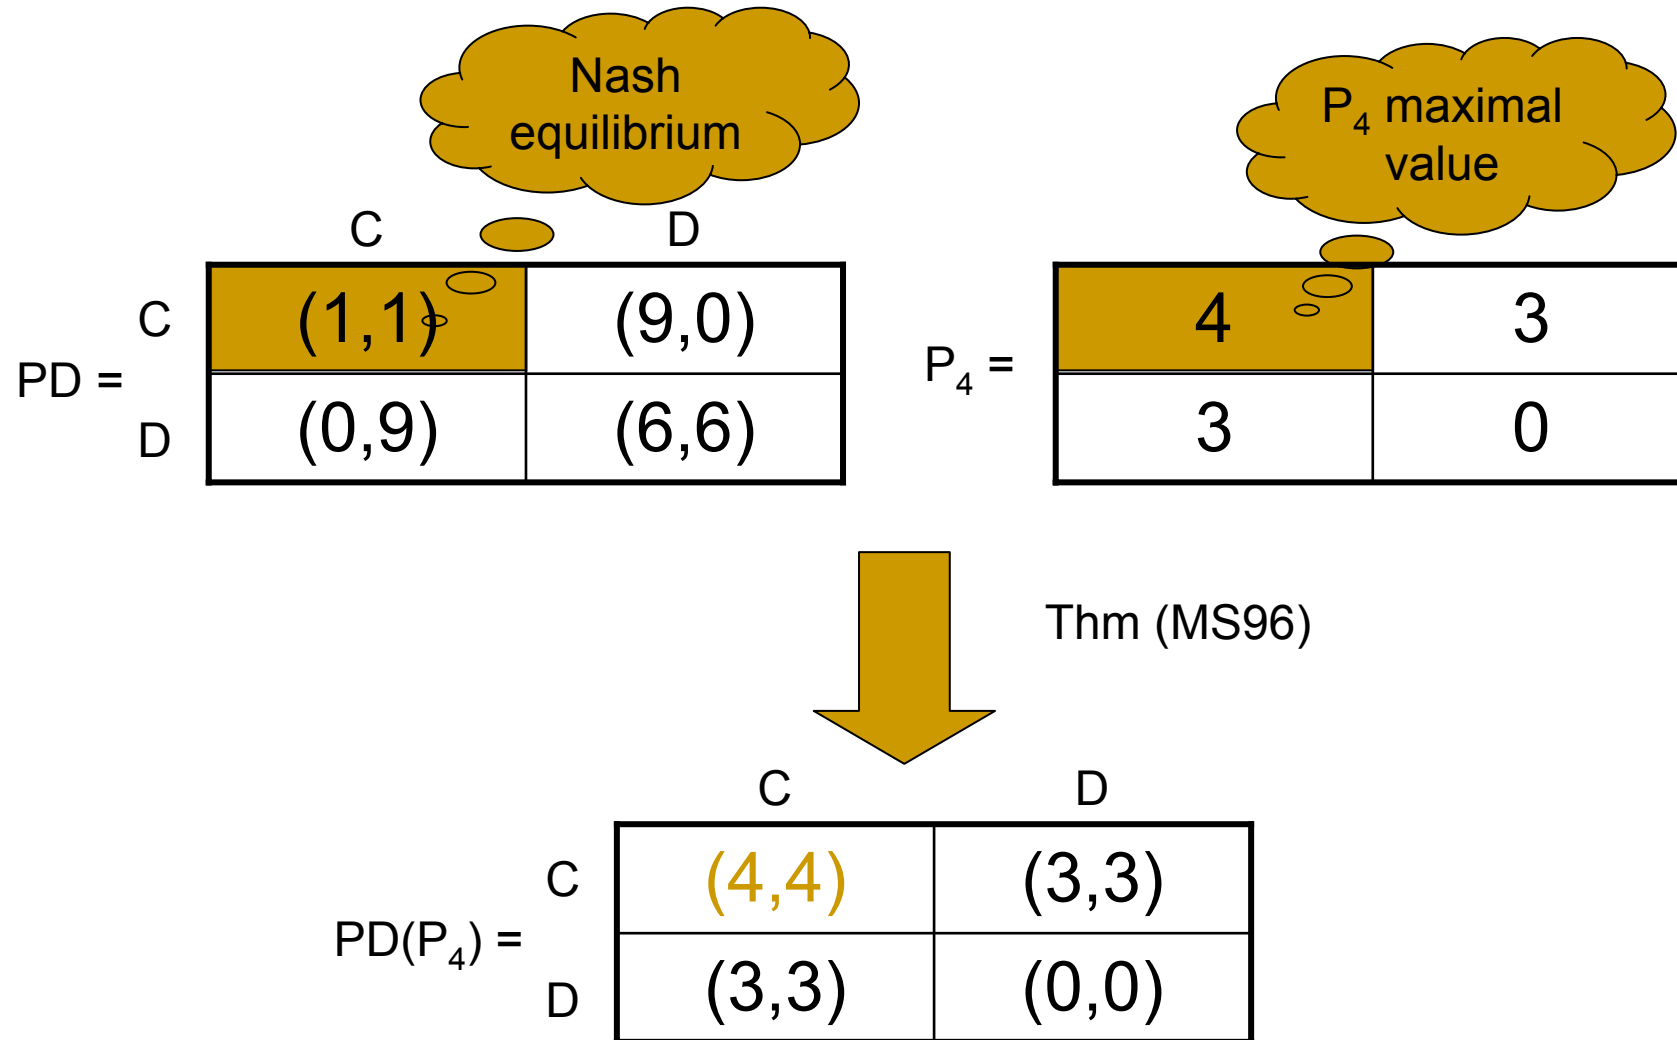 Nash
equilibrium
P₄ maximal
value
C D
PD =
C (1,1) (9,0)
D (0,9) (6,6)
P₄ =
4 3
3 0
Thm (MS96)
C D
PD(P₄) =
C (4,4) (3,3)
D (3,3) (0,0)